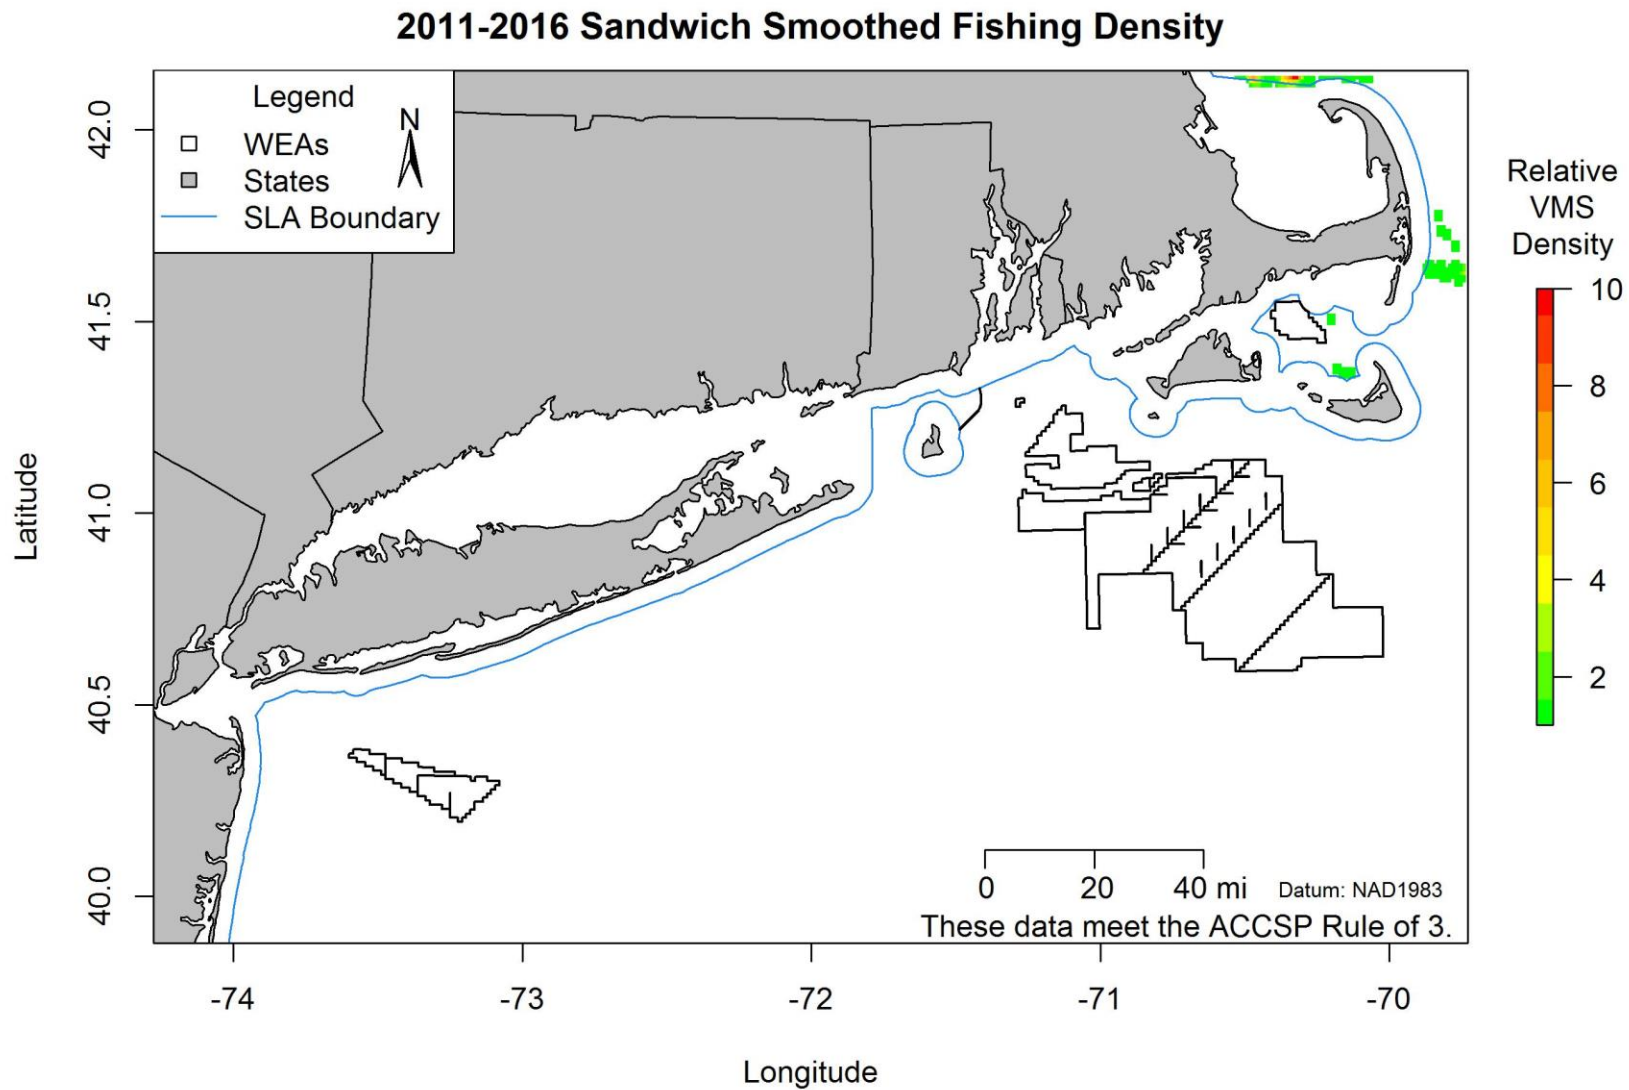 2011-2016 Sandwich Smoothed Fishing Density
Legend
WEAs
States
SLA Boundary
N
Relative
VMS
Density
10
8
6
4
2
Latitude
42.0
41.5
41.0
40.5
40.0
0 20 40 mi
Datum: NAD1983
These data meet the ACCSP Rule of 3.
-74 -73 -72 -71 -70
Longitude